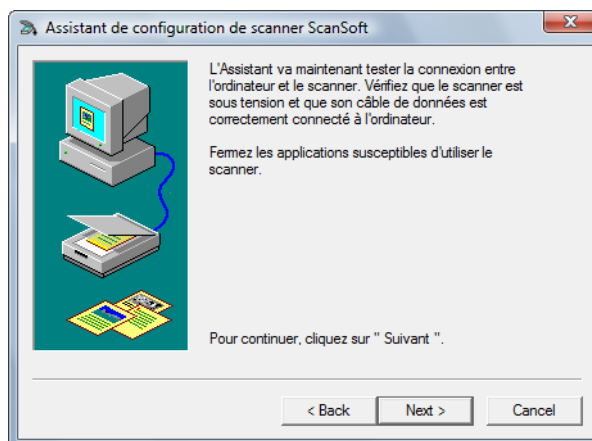 Assistant de configuration de scanner ScanSoft
L'Assistant va maintenant tester la connexion entre
l'ordinateur et le scanner. Vérifiez que le scanner est
sous tension et que son câble de données est
correctement connecté à l'ordinateur.
Fermez les applications susceptibles d'utiliser le
scanner.
Pour continuer, cliquez sur " Suivant ".
< Back
Next >
Cancel